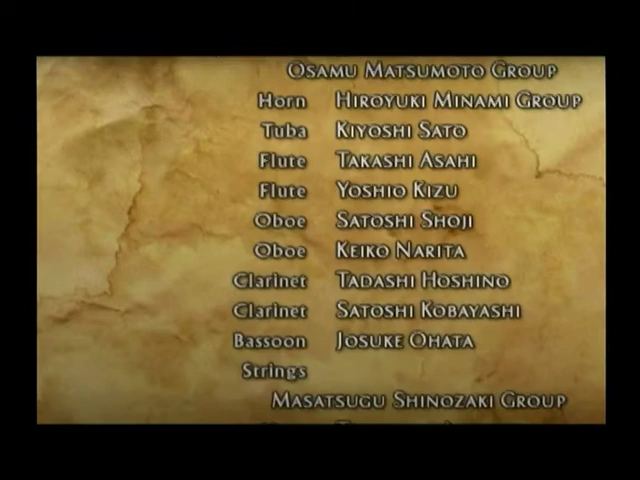 Osamu Matsumoto Group
Horn Hiroyuki Minami Group
Tuba Kiyoshi Sato
Flute Takashi Asahi
Flute Yoshio Kizu
Oboe Satoshi Shoji
Oboe Keiko Narita
Clarinet Tadashi Hoshino
Clarinet Satoshi Kobayashi
Bassoon Josuke Ohata
Strings
Masatsugu Shinozaki Group